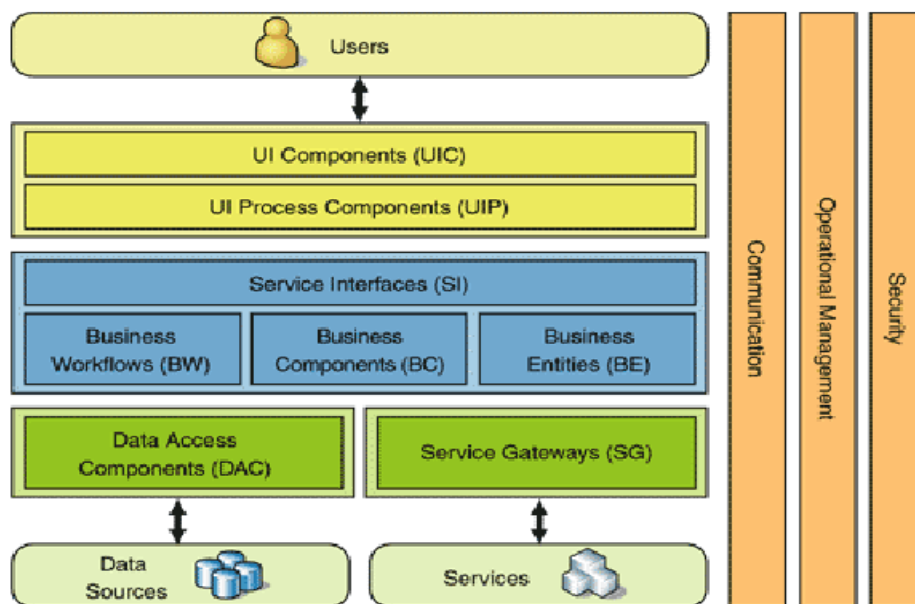 Users
UI Components (UIC)
UI Process Components (UIP)
Service Interfaces (SI)
Business
Workflows (BW)
Business
Components (BC)
Business
Entities (BE)
Data Access
Components (DAC)
Service Gateways (SG)
Data
Sources
Services
Communication
Operational Management
Security